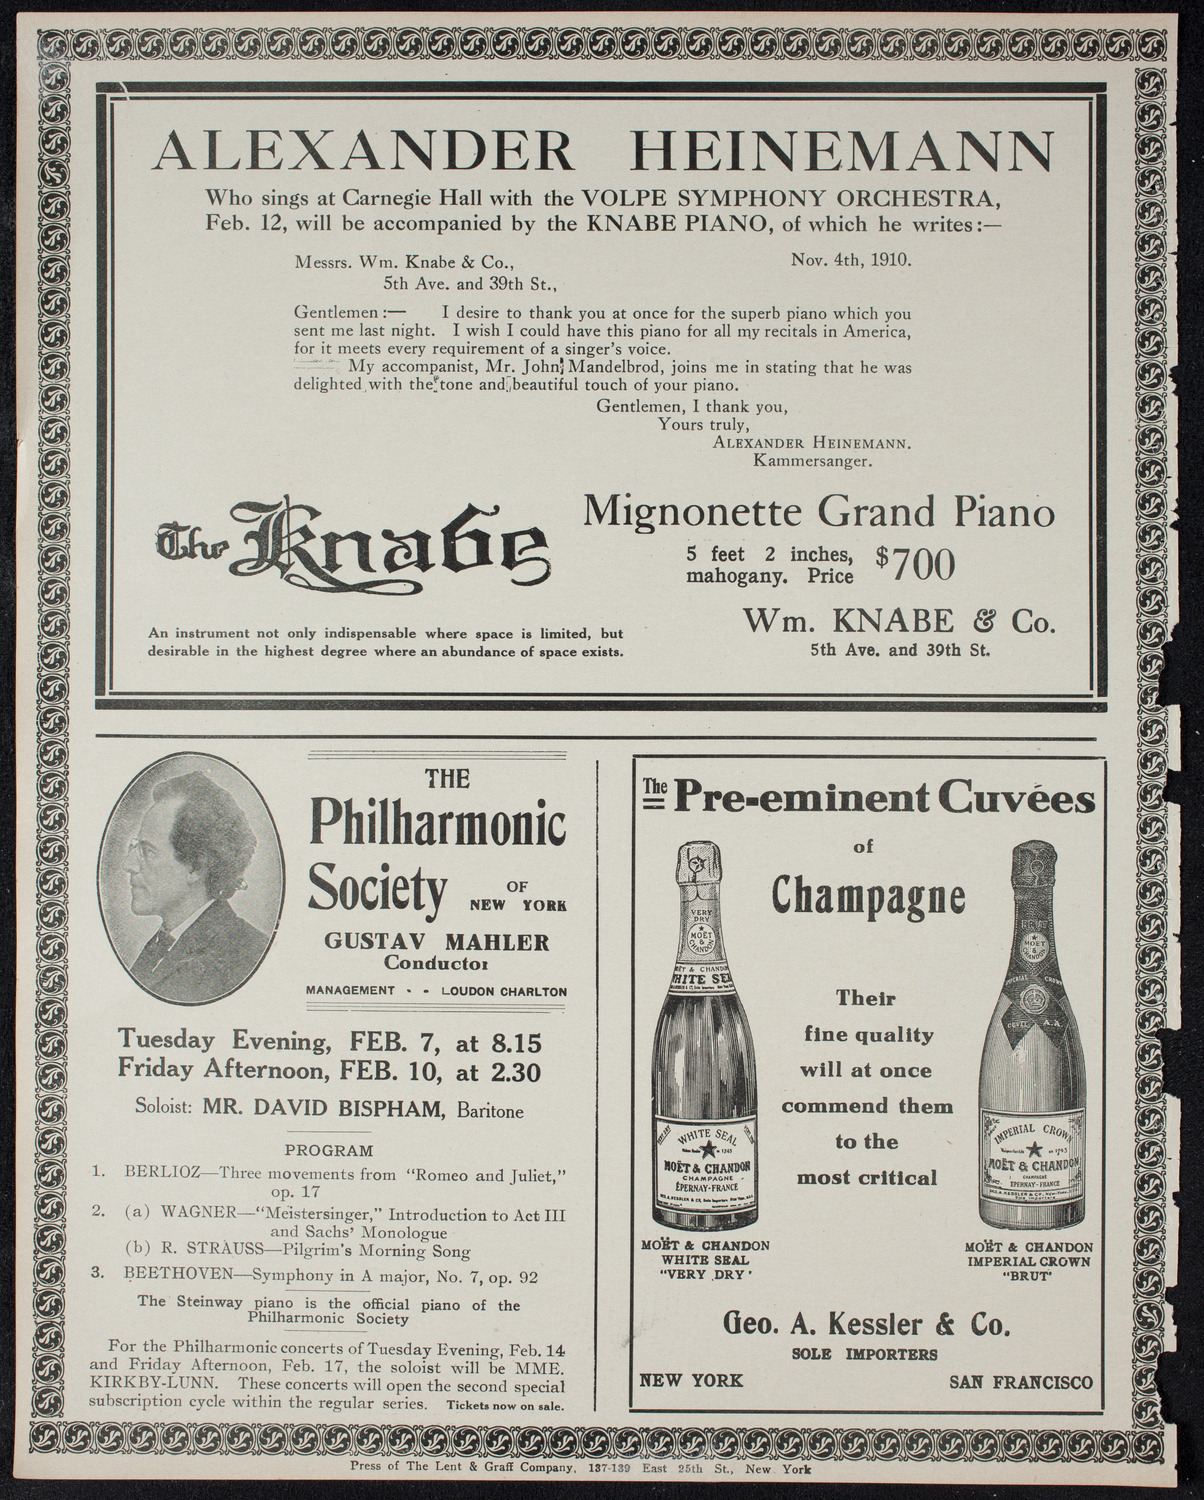 ALEXANDER HEINEMANN
Who sings at Carnegie Hall with the VOLPE SYMPHONY ORCHESTRA,
Feb. 12, will be accompanied by the KNABE PIANO, of which he writes:—
Messrs. Wm. Knabe & Co., Nov. 4th, 1910.
5th Ave. and 39th St.,
Gentlemen:— I desire to thank you at once for the superb piano which you
sent me last night. I wish I could have this piano for all my recitals in America,
for it meets every requirement of a singer's voice.
My accompanist, Mr. John Mandelbrod, joins me in stating that he was
delighted with the tone and beautiful touch of your piano.
Gentlemen, I thank you,
Yours truly,
ALEXANDER HEINEMANN.
Kammersanger.
The Knabe
Mignonette Grand Piano
5 feet 2 inches,
mahogany. Price $700
An instrument not only indispensable where space is limited, but
desirable in the highest degree where an abundance of space exists.
Wm. KNABE & Co.
5th Ave. and 39th St.
THE
Philharmonic
Society OF
NEW YORK
GUSTAV MAHLER
Conductor
MANAGEMENT - - LOUDON CHARLTON
Tuesday Evening, FEB. 7, at 8.15
Friday Afternoon, FEB. 10, at 2.30
Soloist: MR. DAVID BISPHAM, Baritone
PROGRAM
1. BERLIOZ—Three movements from "Romeo and Juliet,"
op. 17
2. (a) WAGNER—"Meistersinger," Introduction to Act III
and Sachs' Monologue
(b) R. STRAUSS—Pilgrim's Morning Song
3. BEETHOVEN—Symphony in A major, No. 7, op. 92
The Steinway piano is the official piano of the
Philharmonic Society
For the Philharmonic concerts of Tuesday Evening, Feb. 14
and Friday Afternoon, Feb. 17, the soloist will be MME.
KIRKBY-LUNN. These concerts will open the second special
subscription cycle within the regular series. Tickets now on sale.
The Pre-eminent Cuvées
of
Champagne
Their
fine quality
will at once
commend them
to the
most critical
VERY
DRY
MOËT
&
CHANDON
MOËT & CHANDON
WHITE SEAL
WHITE SEAL
MOËT & CHANDON
CHAMPAGNE
ÉPERNAY-FRANCE
MOËT & CHANDON
WHITE SEAL
"VERY DRY"
MOËT
&
CHANDON
IMPERIAL CROWN
MOËT & CHANDON
CHAMPAGNE
EPERNAY-FRANCE
MOËT & CHANDON
IMPERIAL CROWN
"BRUT"
Geo. A. Kessler & Co.
SOLE IMPORTERS
NEW YORK SAN FRANCISCO
Press of The Lent & Graff Company, 137-139 East 25th St., New York